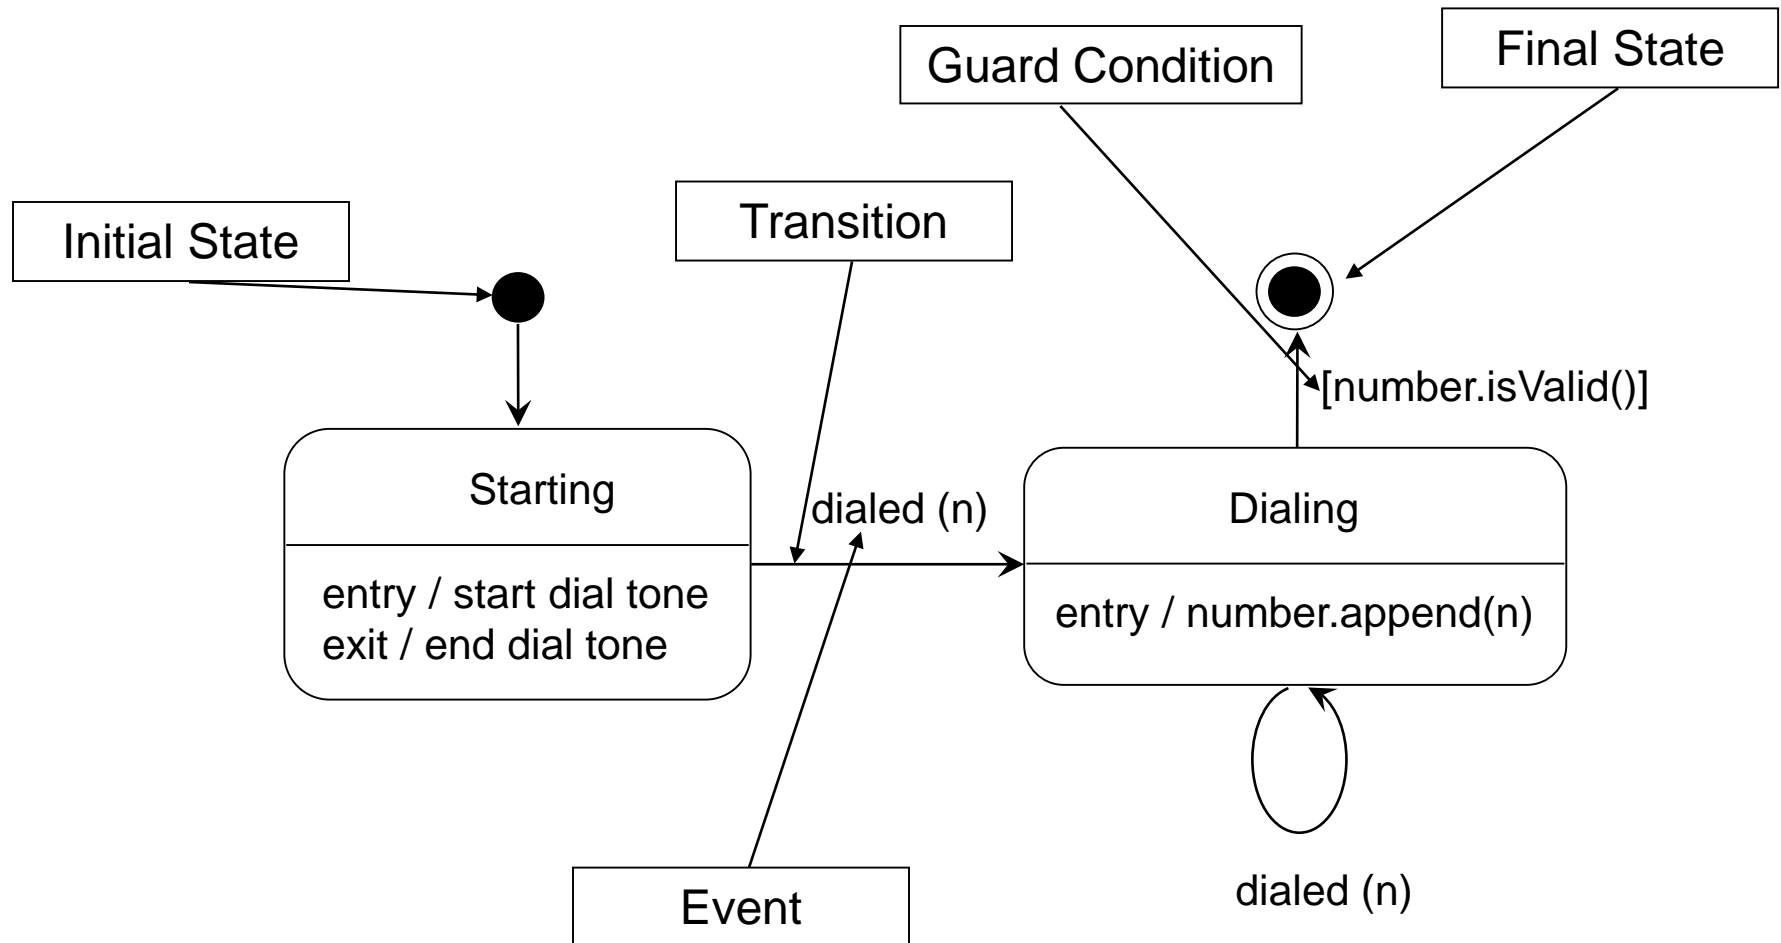 Guard Condition
Final State
Transition
Initial State
[number.isValid()]
Starting
dialed (n)
Dialing
entry / start dial tone
exit / end dial tone
entry / number.append(n)
Event
dialed (n)